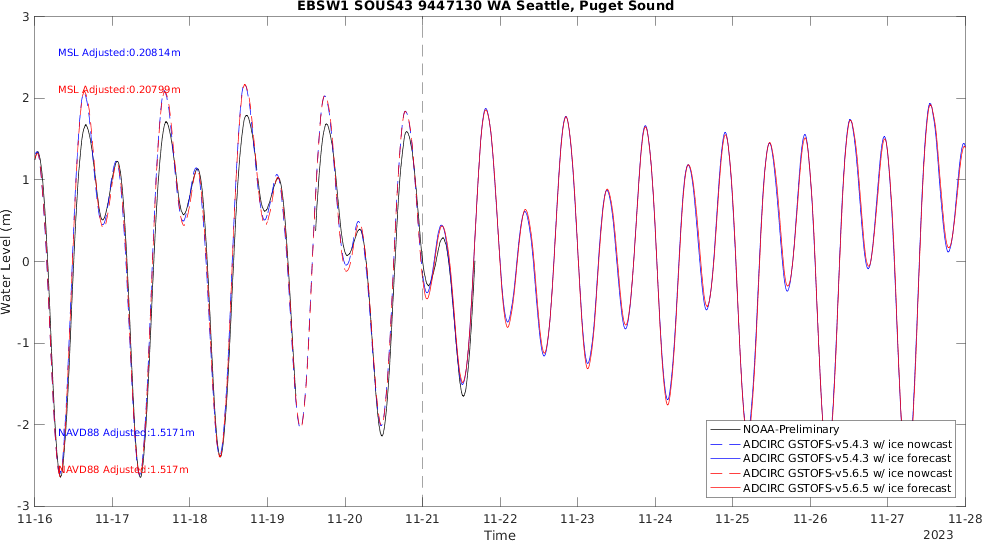 EBSW1 SOUS43 9447130 WA Seattle, Puget Sound
3
2
1
0
-1
-2
-3
Water Level (m)
MSL Adjusted:0.20814m
MSL Adjusted:0.20799m
NAVD88 Adjusted:1.5171m
NAVD88 Adjusted:1.517m
NOAA-Preliminary
ADCIRC GSTOFS-v5.4.3 w/ ice nowcast
ADCIRC GSTOFS-v5.4.3 w/ ice forecast
ADCIRC GSTOFS-v5.6.5 w/ ice nowcast
ADCIRC GSTOFS-v5.6.5 w/ ice forecast
11-16 11-17 11-18 11-19 11-20 11-21 11-22 11-23 11-24 11-25 11-26 11-27 11-28
Time
2023